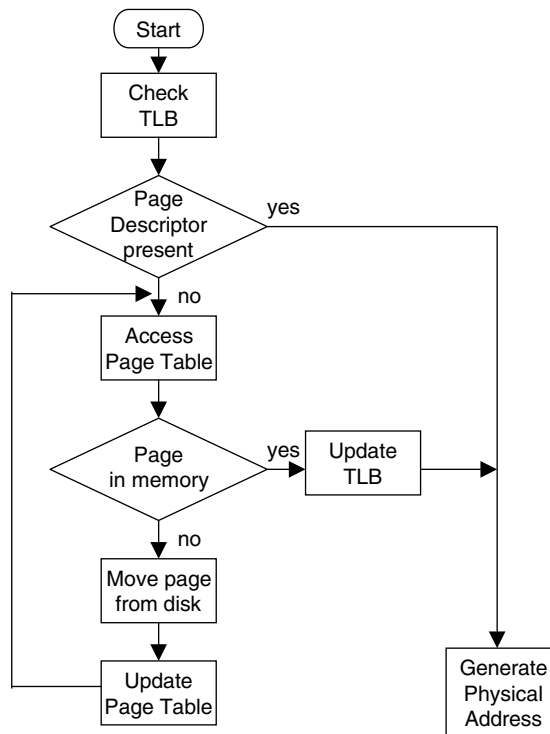 Start
Check
TLB
Page
Descriptor
present
yes
no
Access
Page Table
Page
in memory
yes
Update
TLB
no
Move page
from disk
Update
Page Table
Generate
Physical
Address